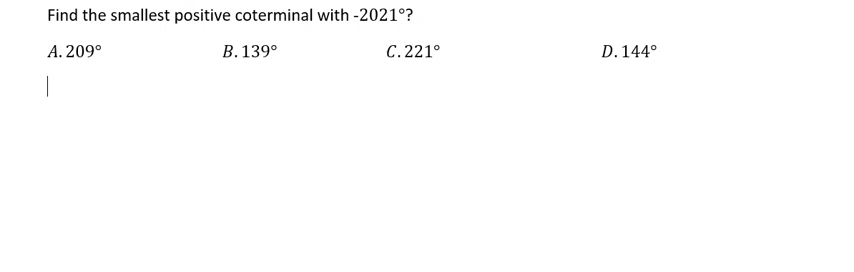 Find the smallest positive coterminal with -2021°?
A. 209° B. 139° C. 221° D. 144°